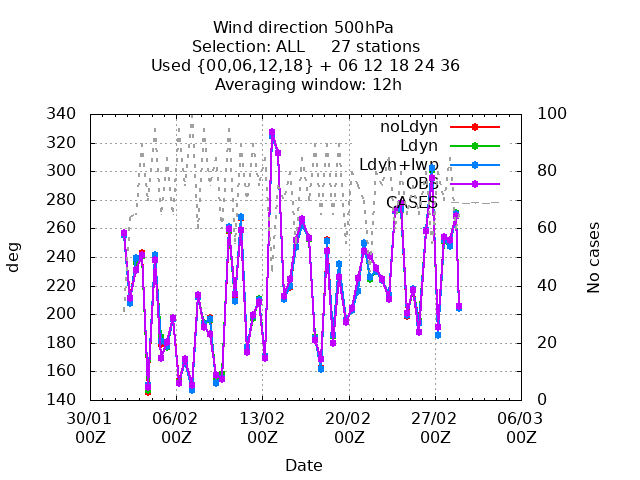 Wind direction 500hPa
Selection: ALL 27 stations
Used {00,06,12,18} + 06 12 18 24 36
Averaging window: 12h
340 100
noLdyn
320
Ldyn
300 80
Ldyn+lwp
OBS
280
CASES
260 60
deg
No cases
240 40
220
200
180 20
160
140 0
30/01 06/02 13/02 20/02 27/02 06/03
00Z 00Z 00Z 00Z 00Z 00Z
Date